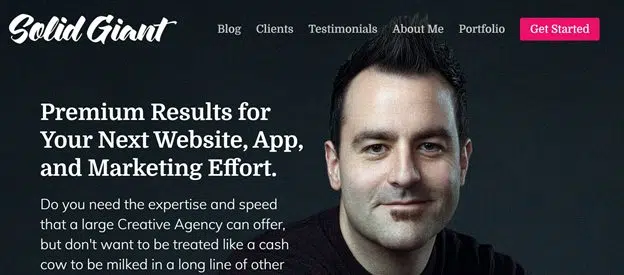 Solid Giant
Blog Clients Testimonials About Me Portfolio Get Started
Premium Results for
Your Next Website, App,
and Marketing Effort.
Do you need the expertise and speed
that a large Creative Agency can offer,
but don't want to be treated like a cash
cow to be milked in a long line of other